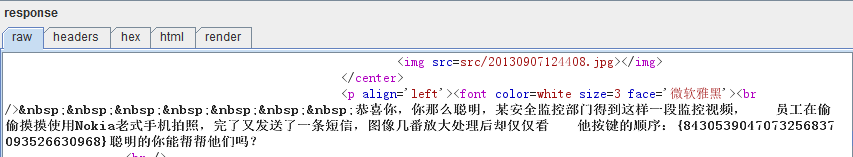 response
raw headers hex html render
<img src=src/20130907124408.jpg></img>
</center>
<p align='left'><font color=white size=3 face='微软雅黑'><br
/>&nbsp;&nbsp;&nbsp;&nbsp;&nbsp;&nbsp;&nbsp;恭喜你，你那么聪明，某安全监控部门得到这样一段监控视频，　　员工在偷
偷摸摸使用Nokia老式手机拍照，完了又发送了一条短信，图像几番放大处理后却仅仅看　　他按键的顺序：{8430539047073256837
093526630968}聪明的你能帮帮他们吗？
<br />